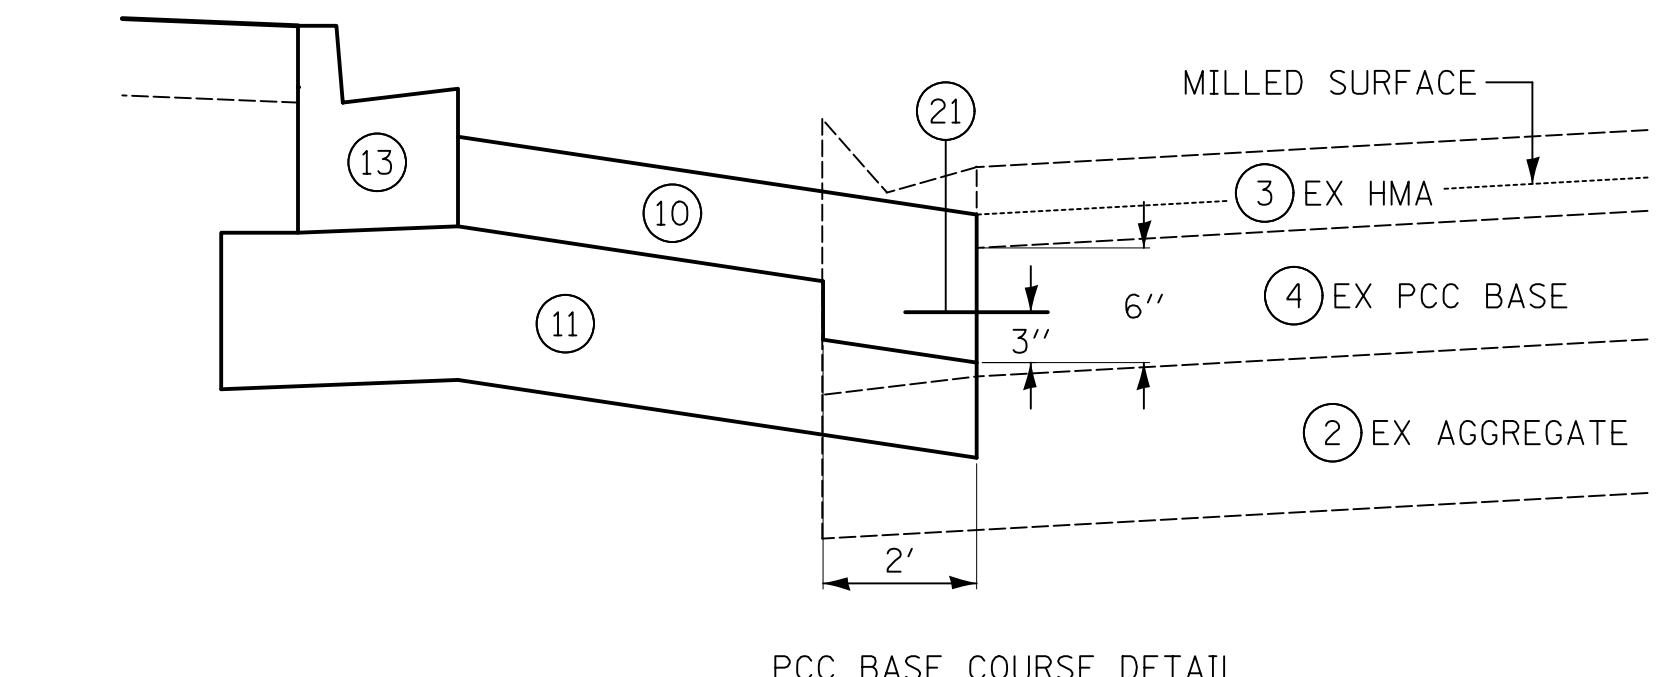 MILLED SURFACE
21
13
3 EX HMA
10
6''
4 EX PCC BASE
11
3''
2 EX AGGREGATE
2'
PCC BASE COURSE DETAIL